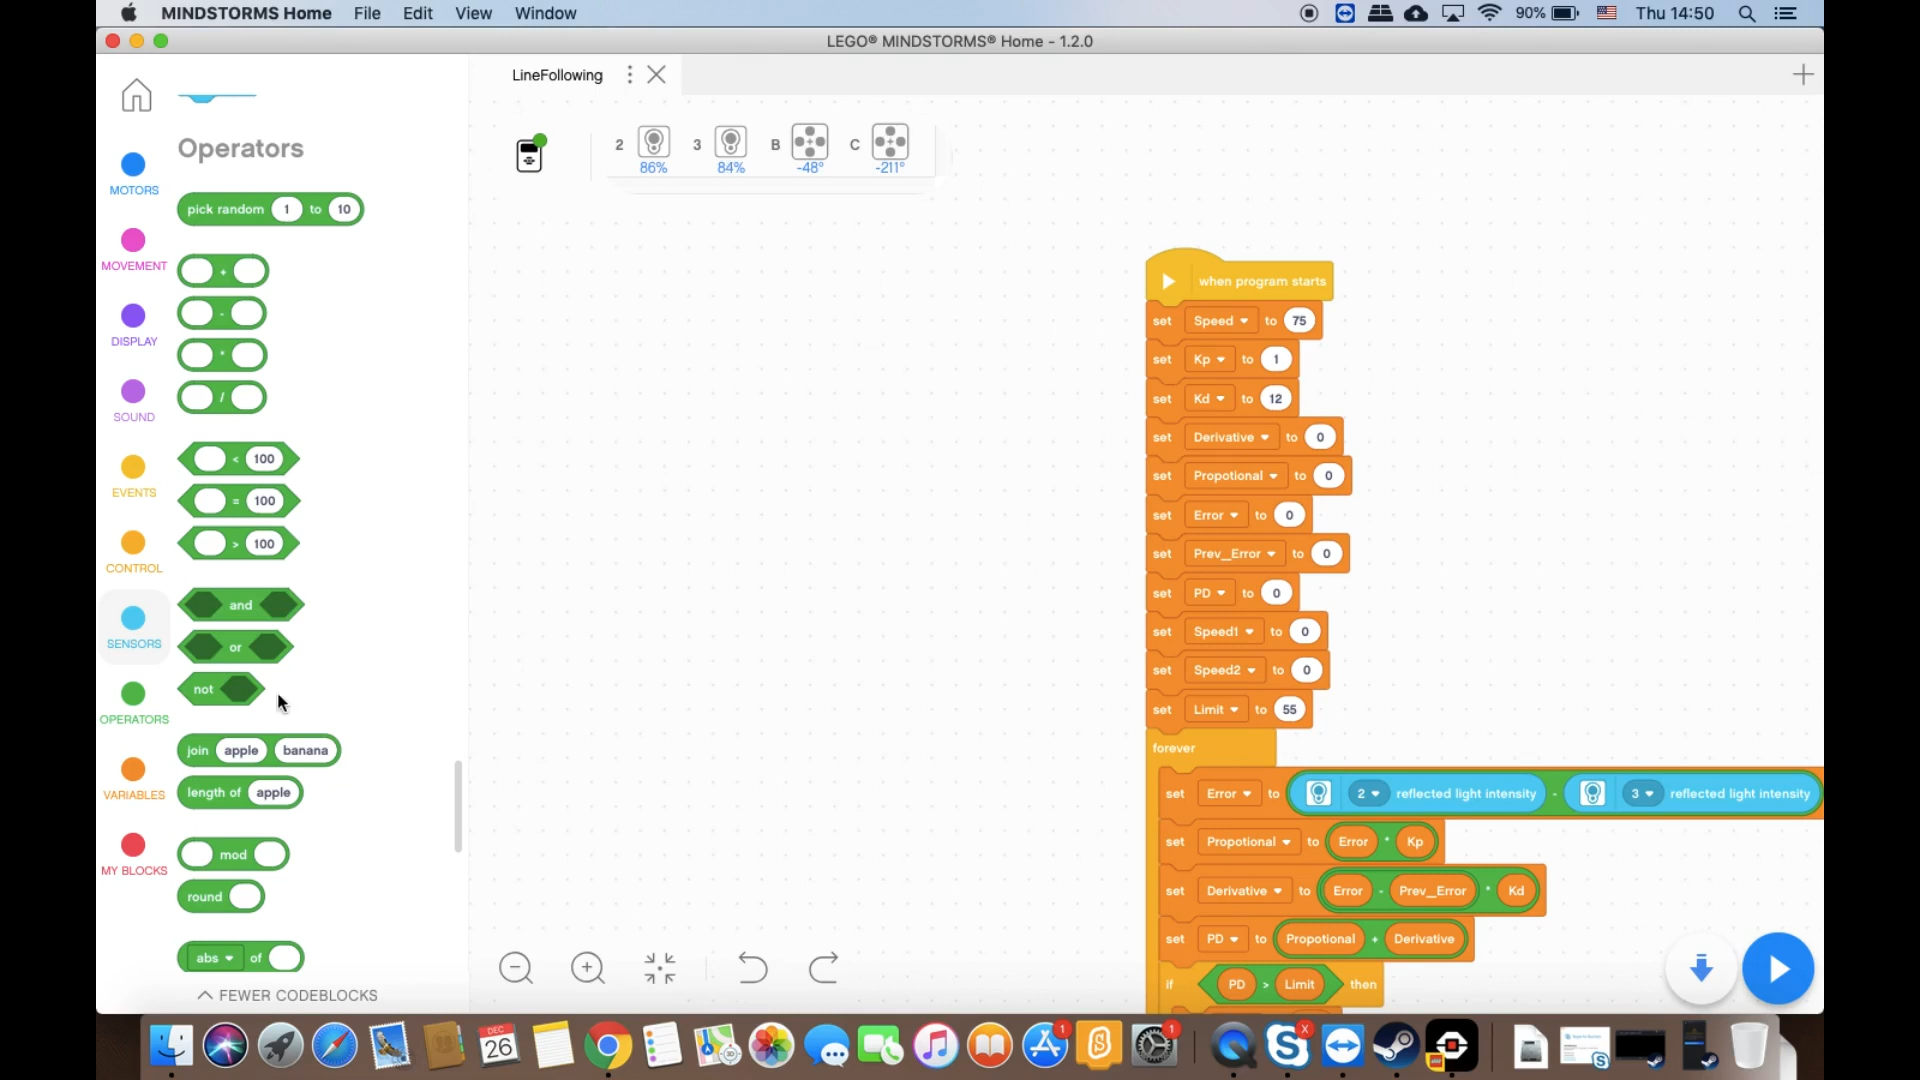 MINDSTORMS Home File Edit View Window 90% Thu 14:50
LEGO® MINDSTORMS® Home - 1.2.0
LineFollowing
2 86% 3 84% B -48° C -211°
MOTORS
MOVEMENT
DISPLAY
SOUND
EVENTS
CONTROL
SENSORS
OPERATORS
VARIABLES
MY BLOCKS
Operators
pick random 1 to 10
+
-
*
/
< 100
= 100
> 100
and
or
not
join apple banana
length of apple
mod
round
abs of
FEWER CODEBLOCKS
when program starts
set Speed to 75
set Kp to 1
set Kd to 12
set Derivative to 0
set Propotional to 0
set Error to 0
set Prev_Error to 0
set PD to 0
set Speed1 to 0
set Speed2 to 0
set Limit to 55
forever
set Error to 2 reflected light intensity - 3 reflected light intensity
set Propotional to Error * Kp
set Derivative to Error - Prev_Error * Kd
set PD to Propotional + Derivative
if PD > Limit then
DEC
26
1
1
X